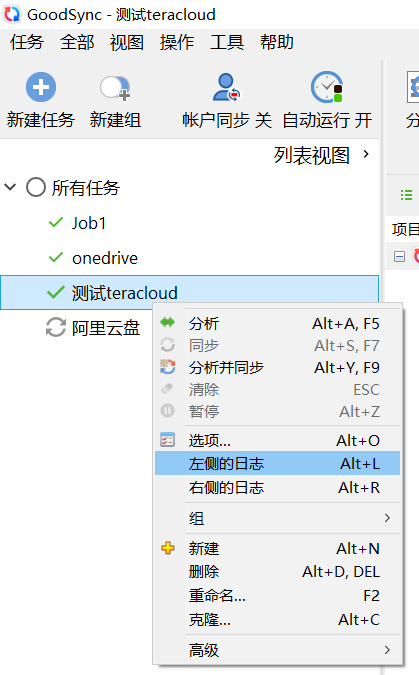 GoodSync - 测试teracloud
任务 全部 视图 操作 工具 帮助
新建任务 新建组 帐户同步 关 自动运行 开
列表视图
所有任务
项目
Job1
onedrive
测试teracloud
阿里云盘
分析 Alt+A, F5
同步 Alt+S, F7
分析并同步 Alt+Y, F9
清除 ESC
暂停 Alt+Z
选项... Alt+O
左侧的日志 Alt+L
右侧的日志 Alt+R
组
新建 Alt+N
删除 Alt+D, DEL
重命名... F2
克隆... Alt+C
高级